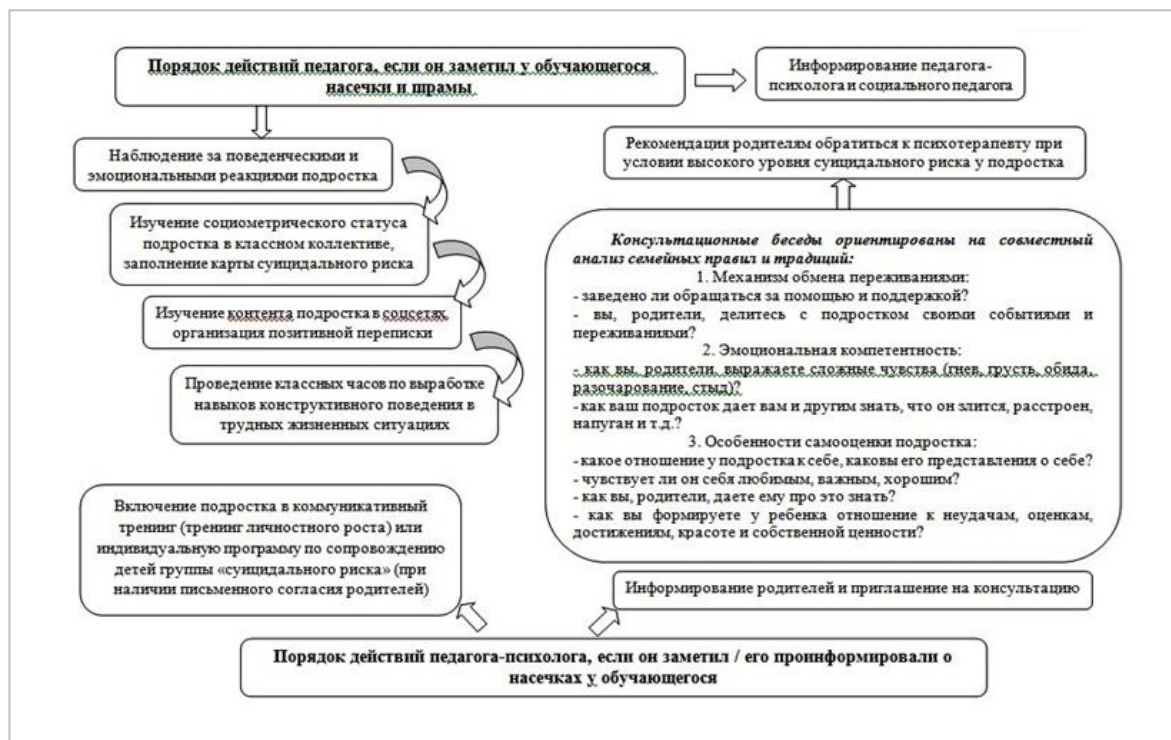 Порядок действий педагога, если он заметил у обучающегося
насечки и шрамы
Информирование педагога-
психолога и социального педагога
Наблюдение за поведенческими и
эмоциональными реакциями подростка
Изучение социометрического статуса
подростка в классном коллективе,
заполнение карты суицидального риска
Изучение контента подростка в соцсетях,
организация позитивной переписки
Проведение классных часов по выработке
навыков конструктивного поведения в
трудных жизненных ситуациях
Рекомендация родителям обратиться к психотерапевту при
условии высокого уровня суицидального риска у подростка
Консультационные беседы ориентированы на совместный
анализ семейных правил и традиций:
1. Механизм обмена переживаниями:
- заведено ли обращаться за помощью и поддержкой?
- вы, родители, делитесь с подростком своими событиями и
переживаниями?
2. Эмоциональная компетентность:
- как вы, родители, выражаете сложные чувства (гнев, грусть, обида,
разочарование, стыд)?
- как ваш подросток дает вам и другим знать, что он злится, расстроен,
напуган и т.д.?
3. Особенности самооценки подростка:
- какое отношение у подростка к себе, каковы его представления о себе?
- чувствует ли он себя любимым, важным, хорошим?
- как вы, родители, даете ему про это знать?
- как вы формируете у ребенка отношение к неудачам, оценкам,
достижениям, красоте и собственной ценности?
Включение подростка в коммуникативный
тренинг (тренинг личностного роста) или
индивидуальную программу по сопровождению
детей группы «суицидального риска» (при
наличии письменного согласия родителей)
Информирование родителей и приглашение на консультацию
Порядок действий педагога-психолога, если он заметил / его проинформировали о
насечках у обучающегося